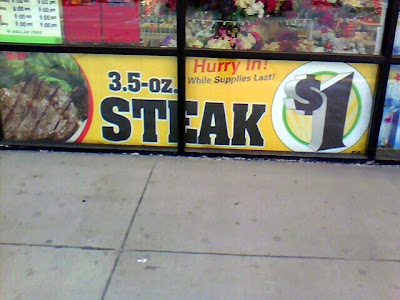 Hurry In!
While Supplies Last!
3.5-oz.
STEAK
$1